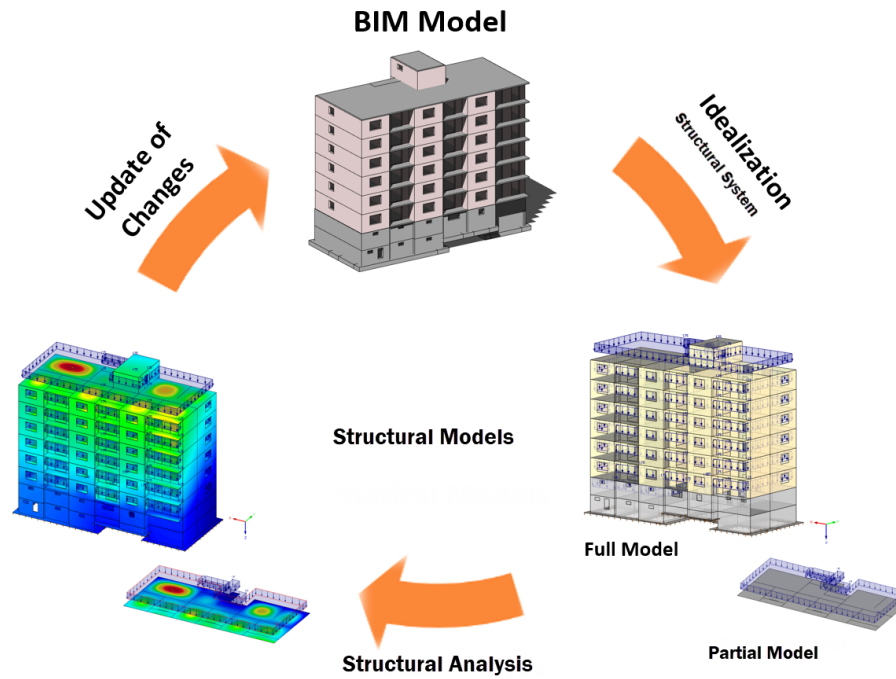 BIM Model
Update of
Changes
Idealization
Structural System
Structural Models
Full Model
Partial Model
Structural Analysis